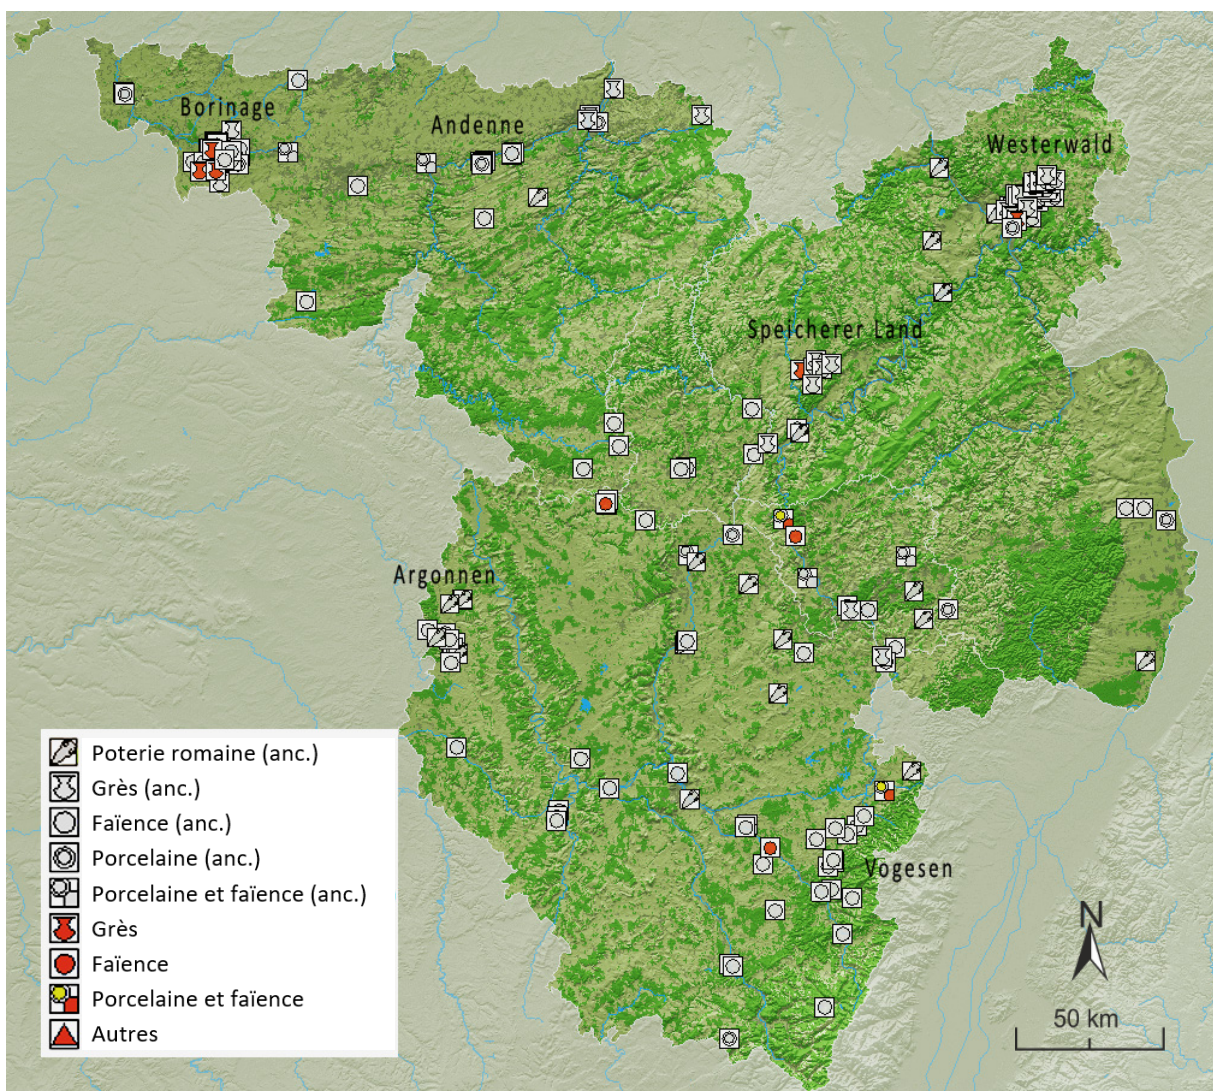 Borinage
Andenne
Westerwald
Speicherer Land
Argonnen
Vogesen
Poterie romaine (anc.)
Grès (anc.)
Faïence (anc.)
Porcelaine (anc.)
Porcelaine et faïence (anc.)
Grès
Faïence
Porcelaine et faïence
Autres
N
50 km